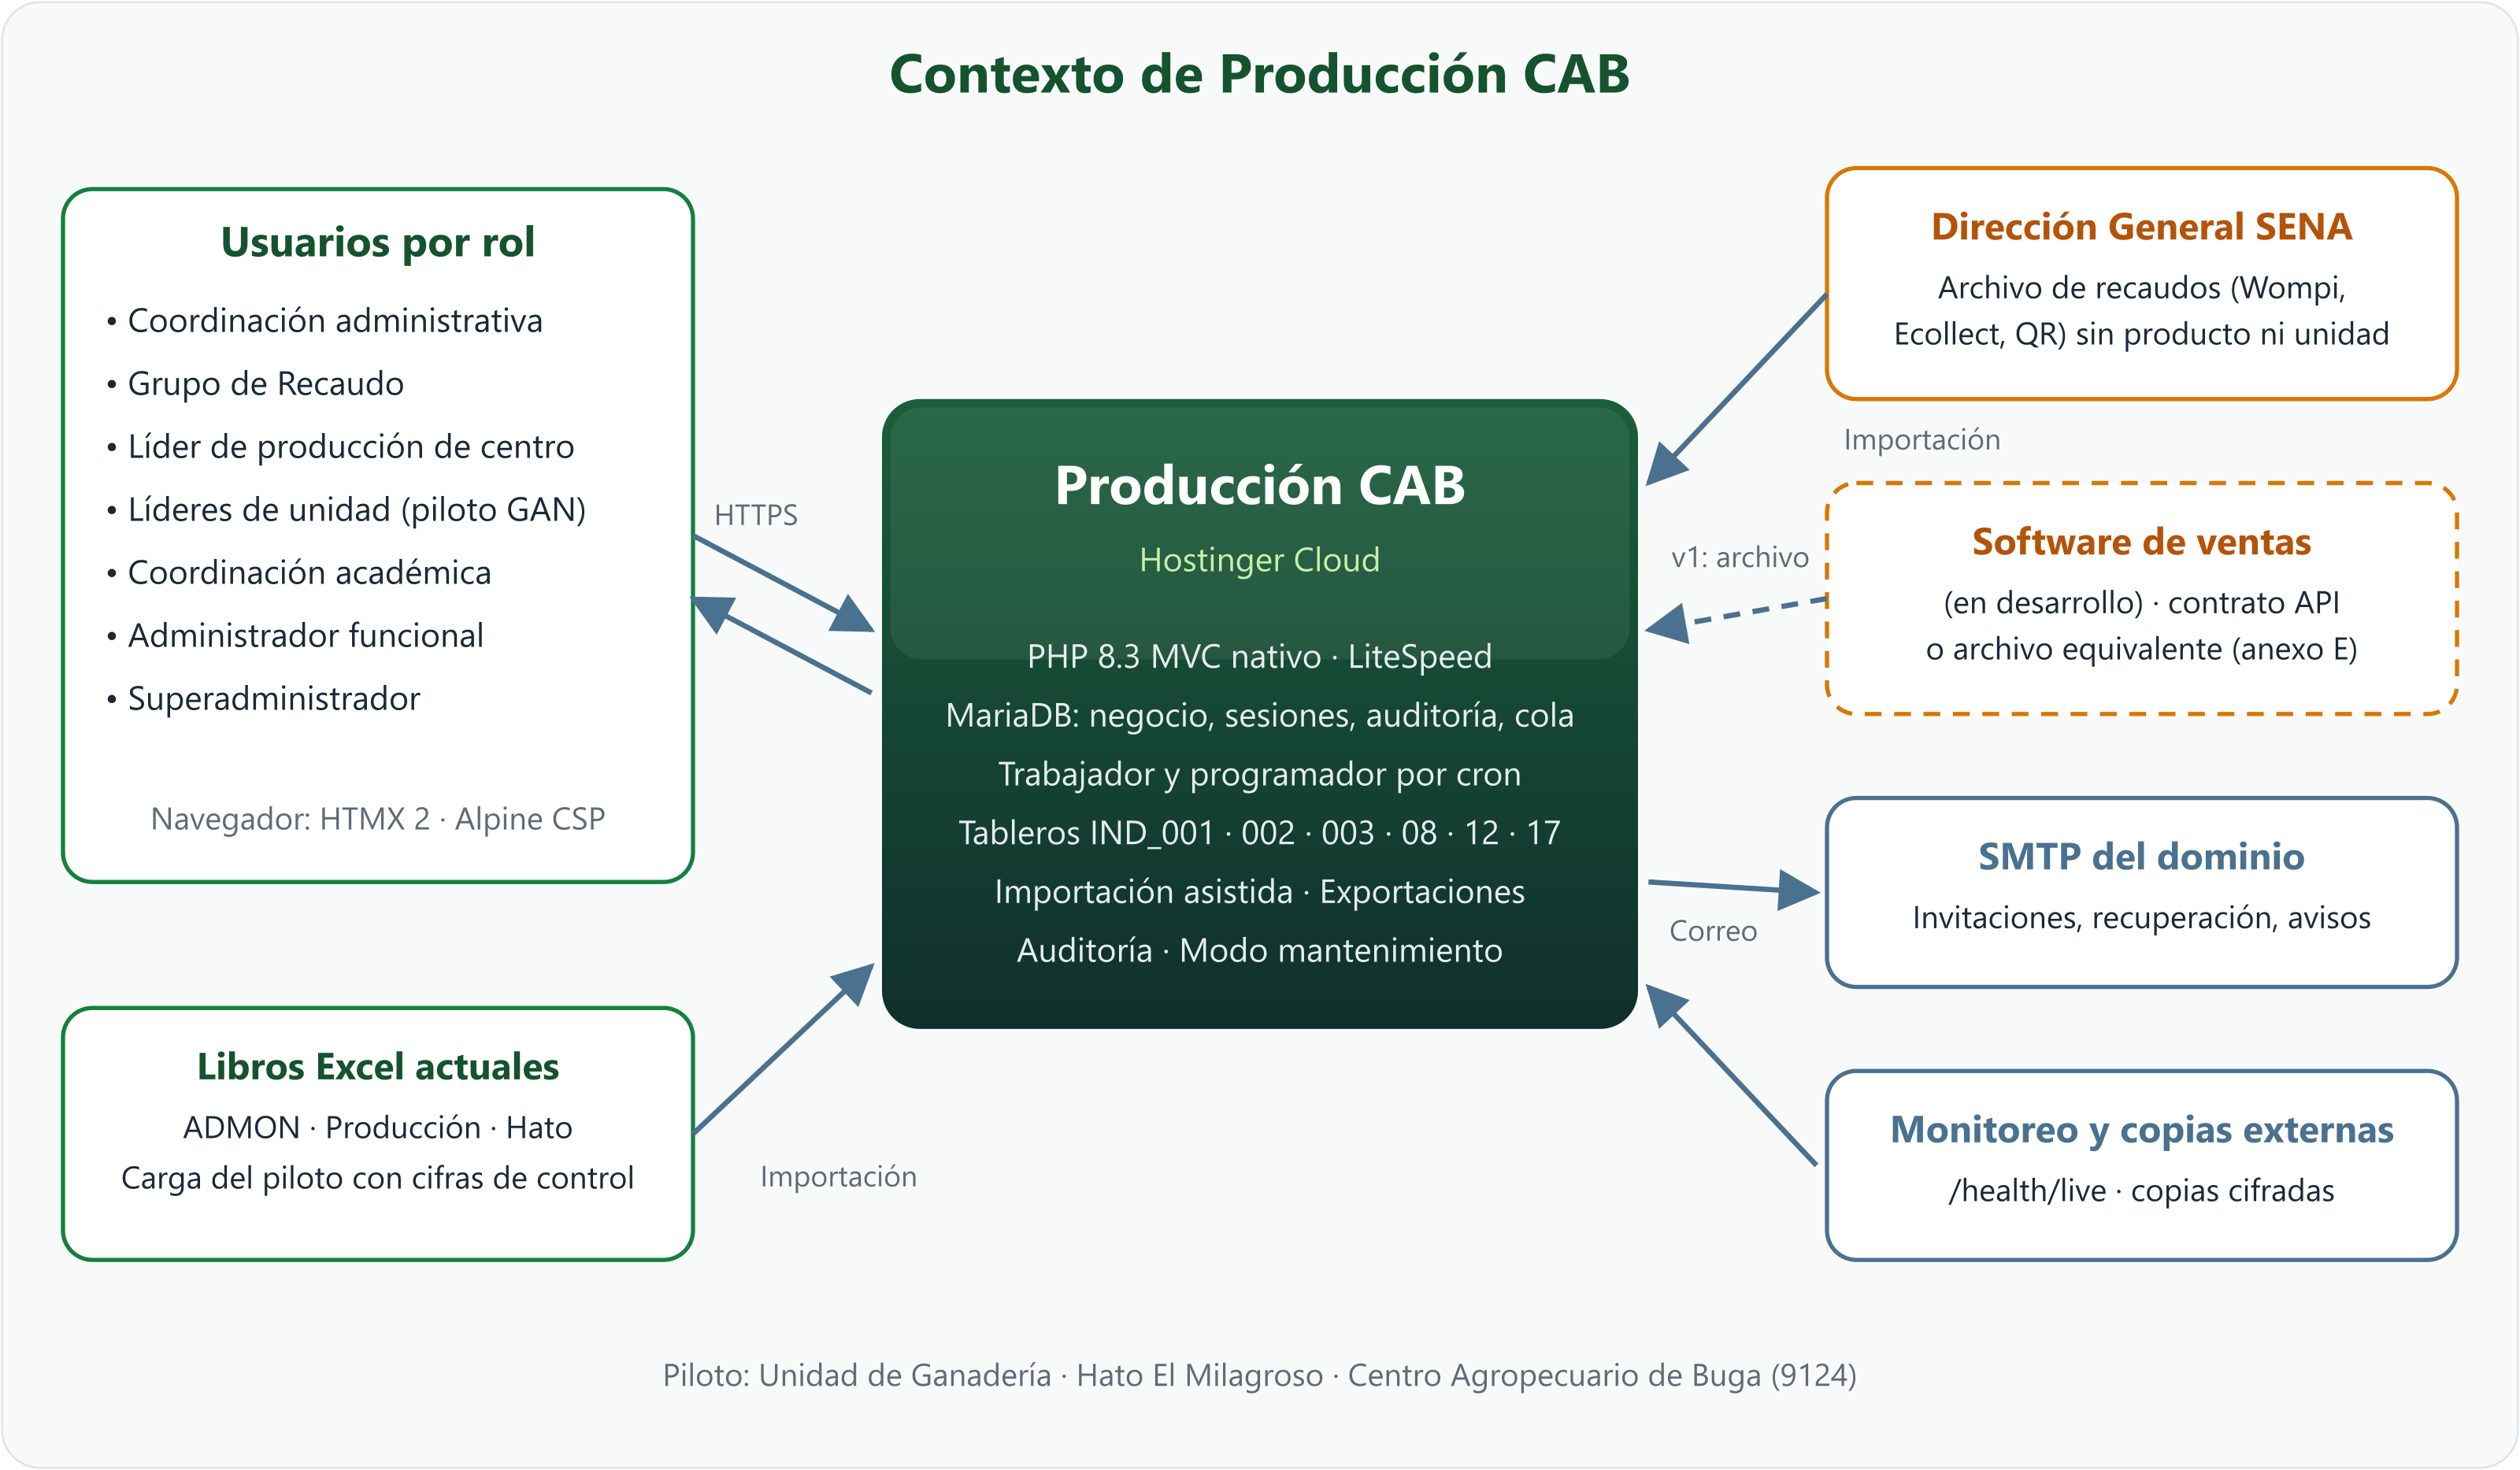 Contexto de Producción CAB
Usuarios por rol
• Coordinación administrativa
• Grupo de Recaudo
• Líder de producción de centro
• Líderes de unidad (piloto GAN)
• Coordinación académica
• Administrador funcional
• Superadministrador
Navegador: HTMX 2 · Alpine CSP
Libros Excel actuales
ADMON · Producción · Hato
Carga del piloto con cifras de control
HTTPS
Importación
Producción CAB
Hostinger Cloud
PHP 8.3 MVC nativo · LiteSpeed
MariaDB: negocio, sesiones, auditoría, cola
Trabajador y programador por cron
Tableros IND_001 · 002 · 003 · 08 · 12 · 17
Importación asistida · Exportaciones
Auditoría · Modo mantenimiento
Dirección General SENA
Archivo de recaudos (Wompi,
Ecollect, QR) sin producto ni unidad
Importación
v1: archivo
Software de ventas
(en desarrollo) · contrato API
o archivo equivalente (anexo E)
Correo
SMTP del dominio
Invitaciones, recuperación, avisos
Monitoreo y copias externas
/health/live · copias cifradas
Piloto: Unidad de Ganadería · Hato El Milagroso · Centro Agropecuario de Buga (9124)